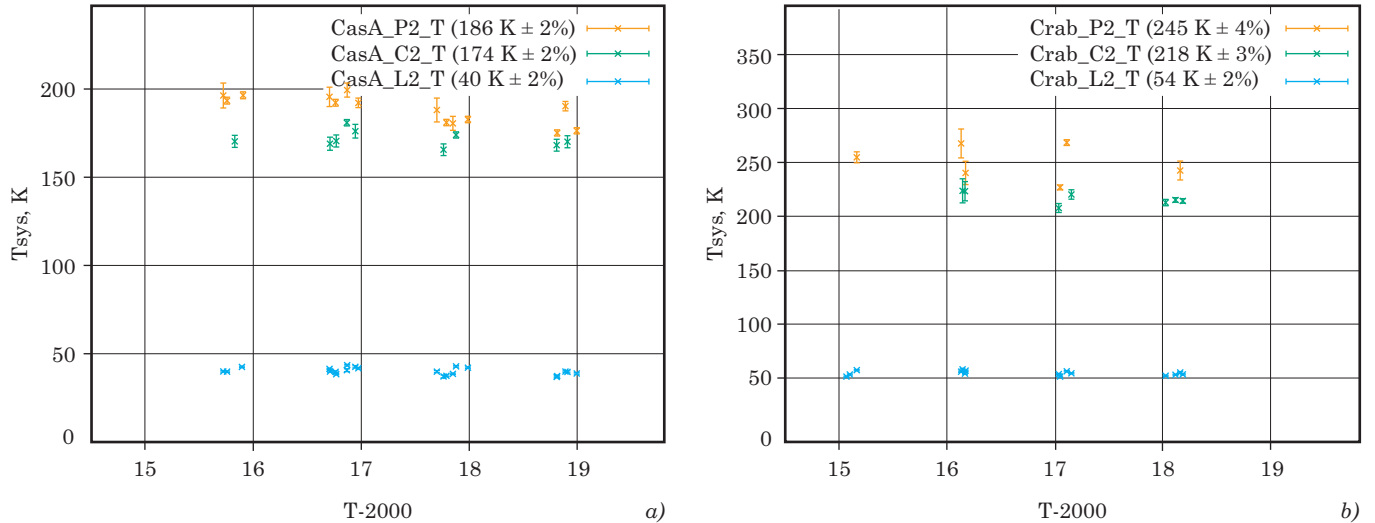 CasA_P2_T (186 K ± 2%)
CasA_C2_T (174 K ± 2%)
CasA_L2_T (40 K ± 2%)
200
150
100
50
0
Tsys, K
15 16 17 18 19
T-2000
a)
Crab_P2_T (245 K ± 4%)
Crab_C2_T (218 K ± 3%)
Crab_L2_T (54 K ± 2%)
350
300
250
200
150
100
50
0
Tsys, K
15 16 17 18 19
T-2000
b)